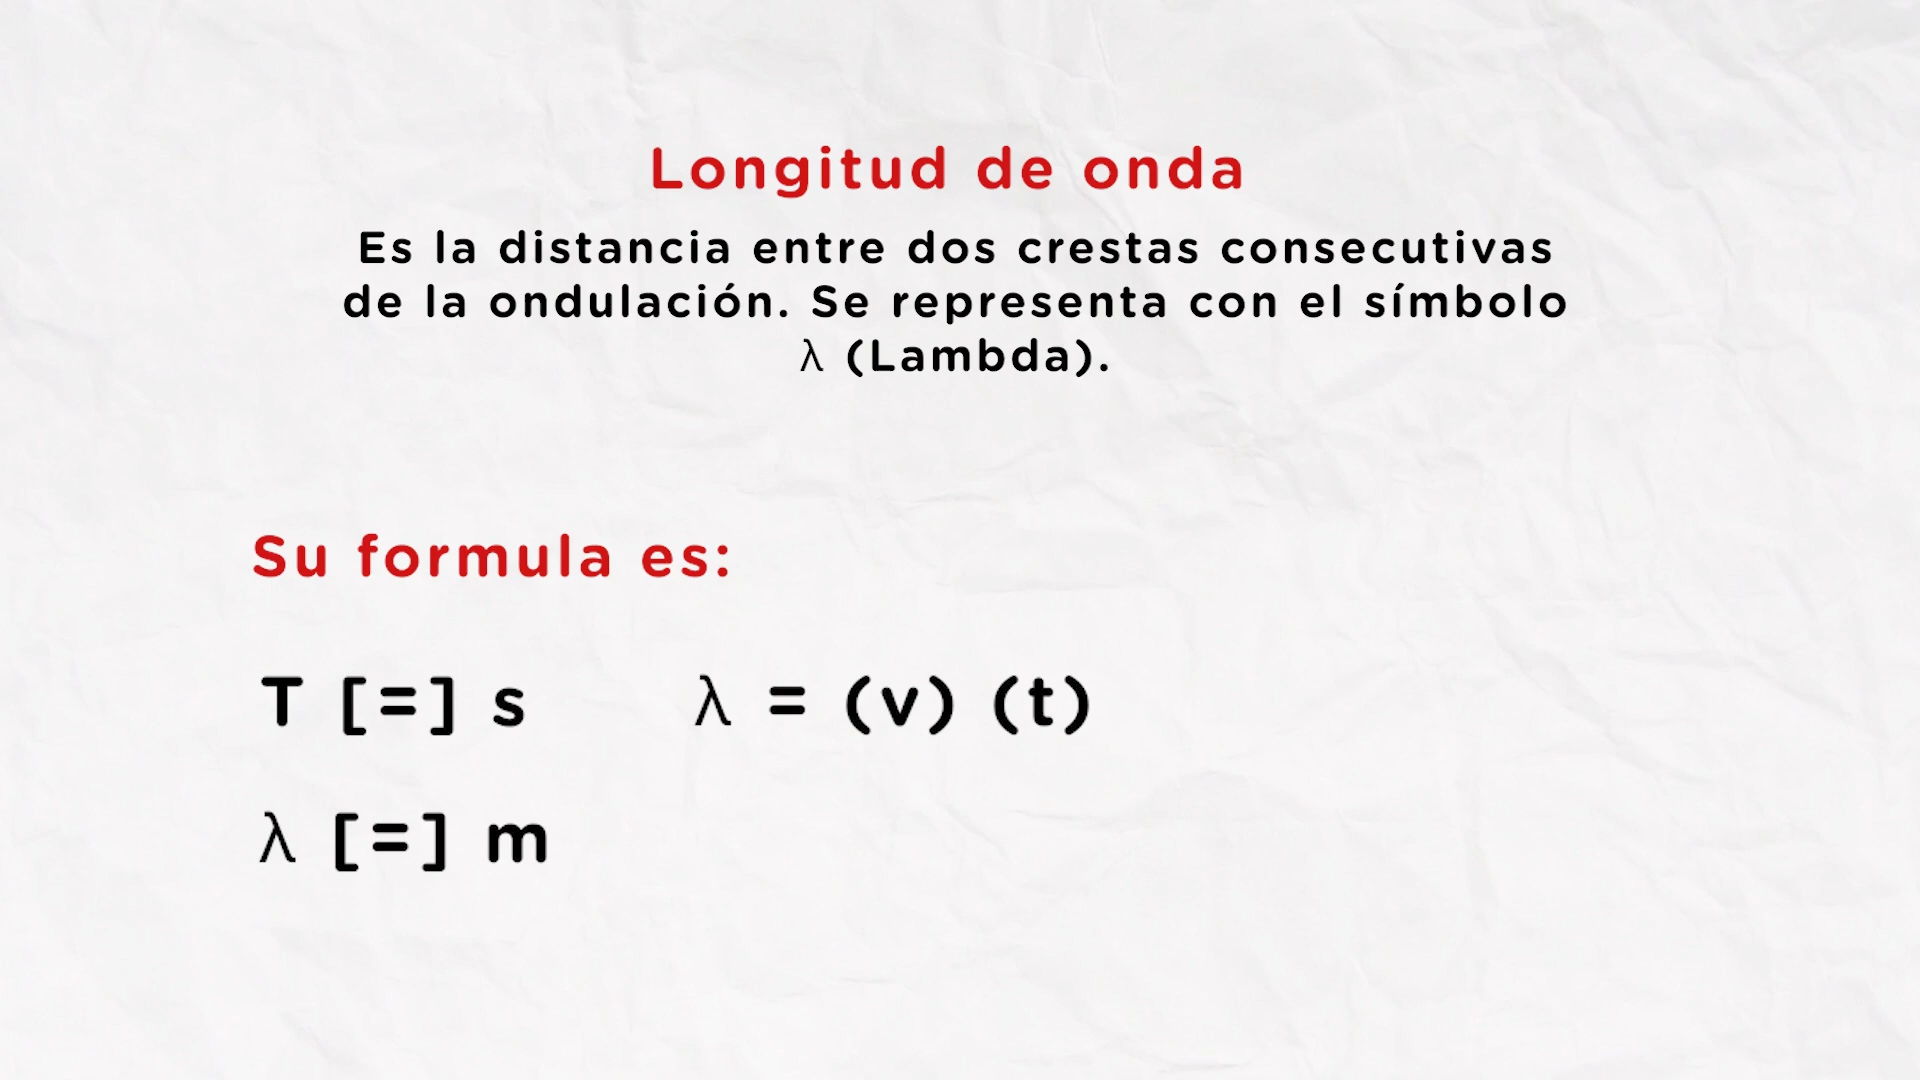 Longitud de onda
Es la distancia entre dos crestas consecutivas
de la ondulación. Se representa con el símbolo
λ (Lambda).
Su formula es:
T [=] s
λ = (v) (t)
λ [=] m